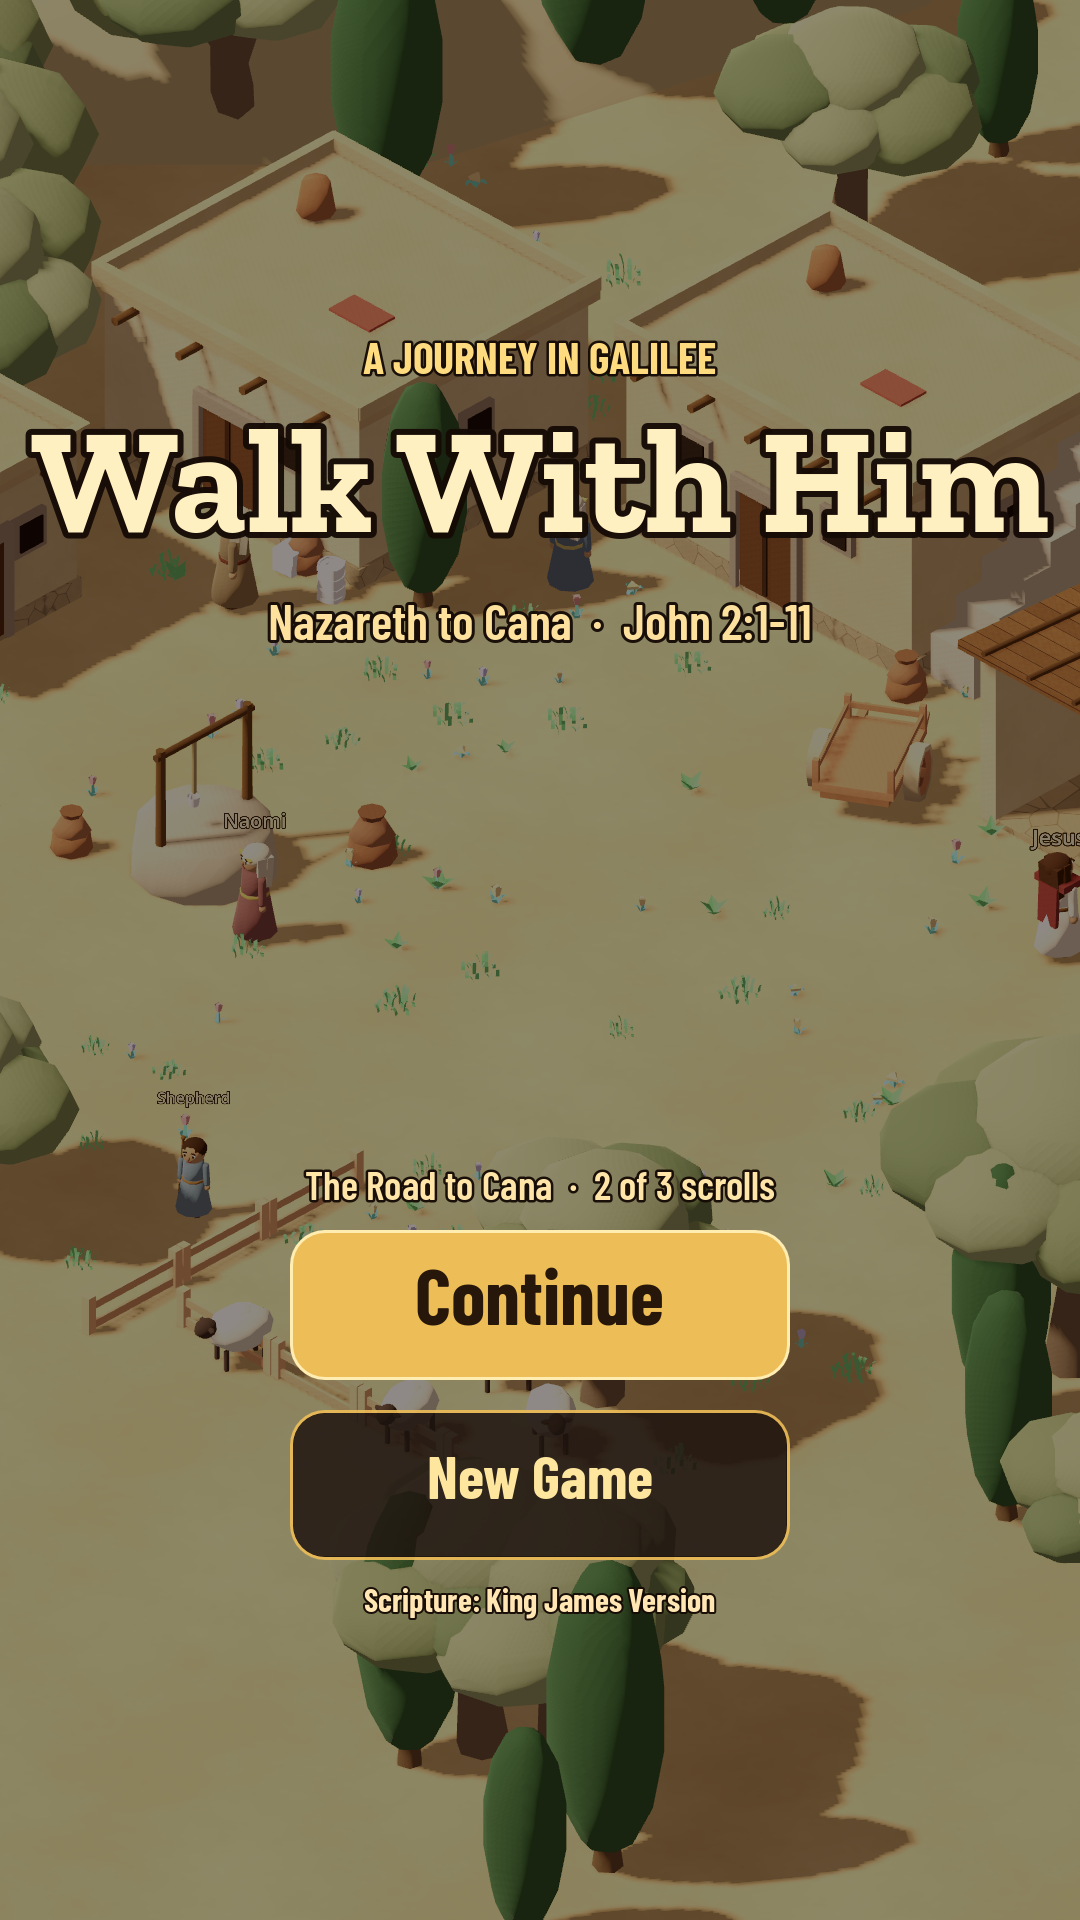 A JOURNEY IN GALILEE
Walk With Him
Nazareth to Cana · John 2:1-11
Naomi
Jesus
Shepherd
The Road to Cana · 2 of 3 scrolls
Continue
New Game
Scripture: King James Version